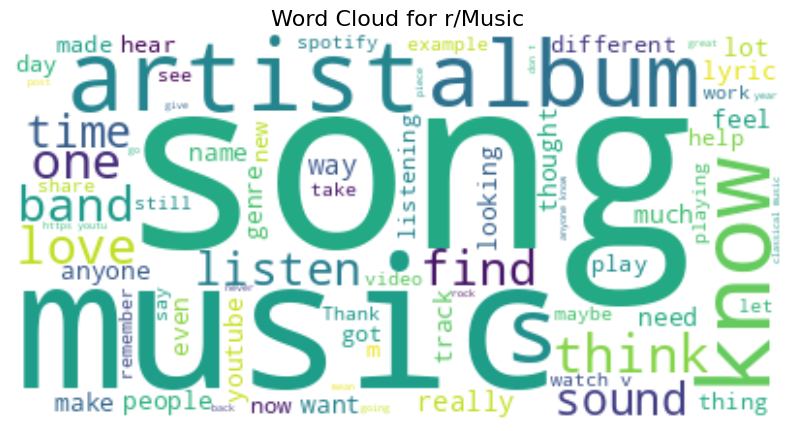 Word Cloud for r/Music
made hear
spotify
example
different
great
lot
day
see
artist
album
don t
lyric
post
piece
work
year
give
time
song
feel
one
go
name
new
way
take
listening
looking
thought
help
share
genre
anyone know
much
playing
know
classical music
band
still
https youtu
love
anyone
listen
find
play
video
never
rock
music
s
remember
say
even
youtube
Thank
got
m
track
maybe
need
let
think
watch v
make
people
back
now
want
mean
going
really
sound
thing